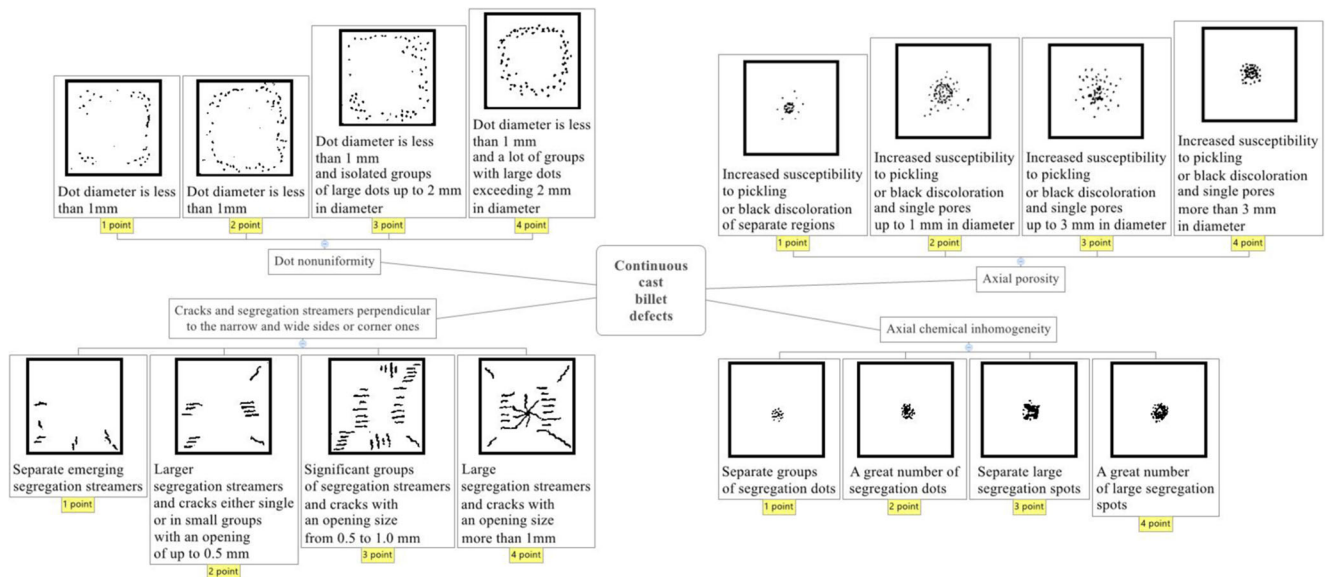 Dot diameter is less
than 1mm
1 point
Dot diameter is less
than 1mm
2 point
Dot diameter is less
than 1 mm
and isolated groups
of large dots up to 2 mm
in diameter
3 point
Dot diameter is less
than 1 mm
and a lot of groups
with large dots
exceeding 2 mm
in diameter
4 point
Dot nonuniformity
Increased susceptibility
to pickling
or black discoloration
of separate regions
1 point
Increased susceptibility
to pickling
or black discoloration
and single pores
up to 1 mm in diameter
2 point
Increased susceptibility
to pickling
or black discoloration
and single pores
up to 3 mm in diameter
3 point
Increased susceptibility
to pickling
or black discoloration
and single pores
more than 3 mm
in diameter
4 point
Axial porosity
Continuous
cast
billet
defects
Cracks and segregation streamers perpendicular
to the narrow and wide sides or corner ones
Separate emerging
segregation streamers
1 point
Larger
segregation streamers
and cracks either single
or in small groups
with an opening
of up to 0.5 mm
2 point
Significant groups
of segregation streamers
and cracks with
an opening size
from 0.5 to 1.0 mm
3 point
Large
segregation streamers
and cracks with
an opening size
more than 1mm
4 point
Axial chemical inhomogeneity
Separate groups
of segregation dots
1 point
A great number of
segregation dots
2 point
Separate large
segregation spots
3 point
A great number
of large segregation
spots
4 point